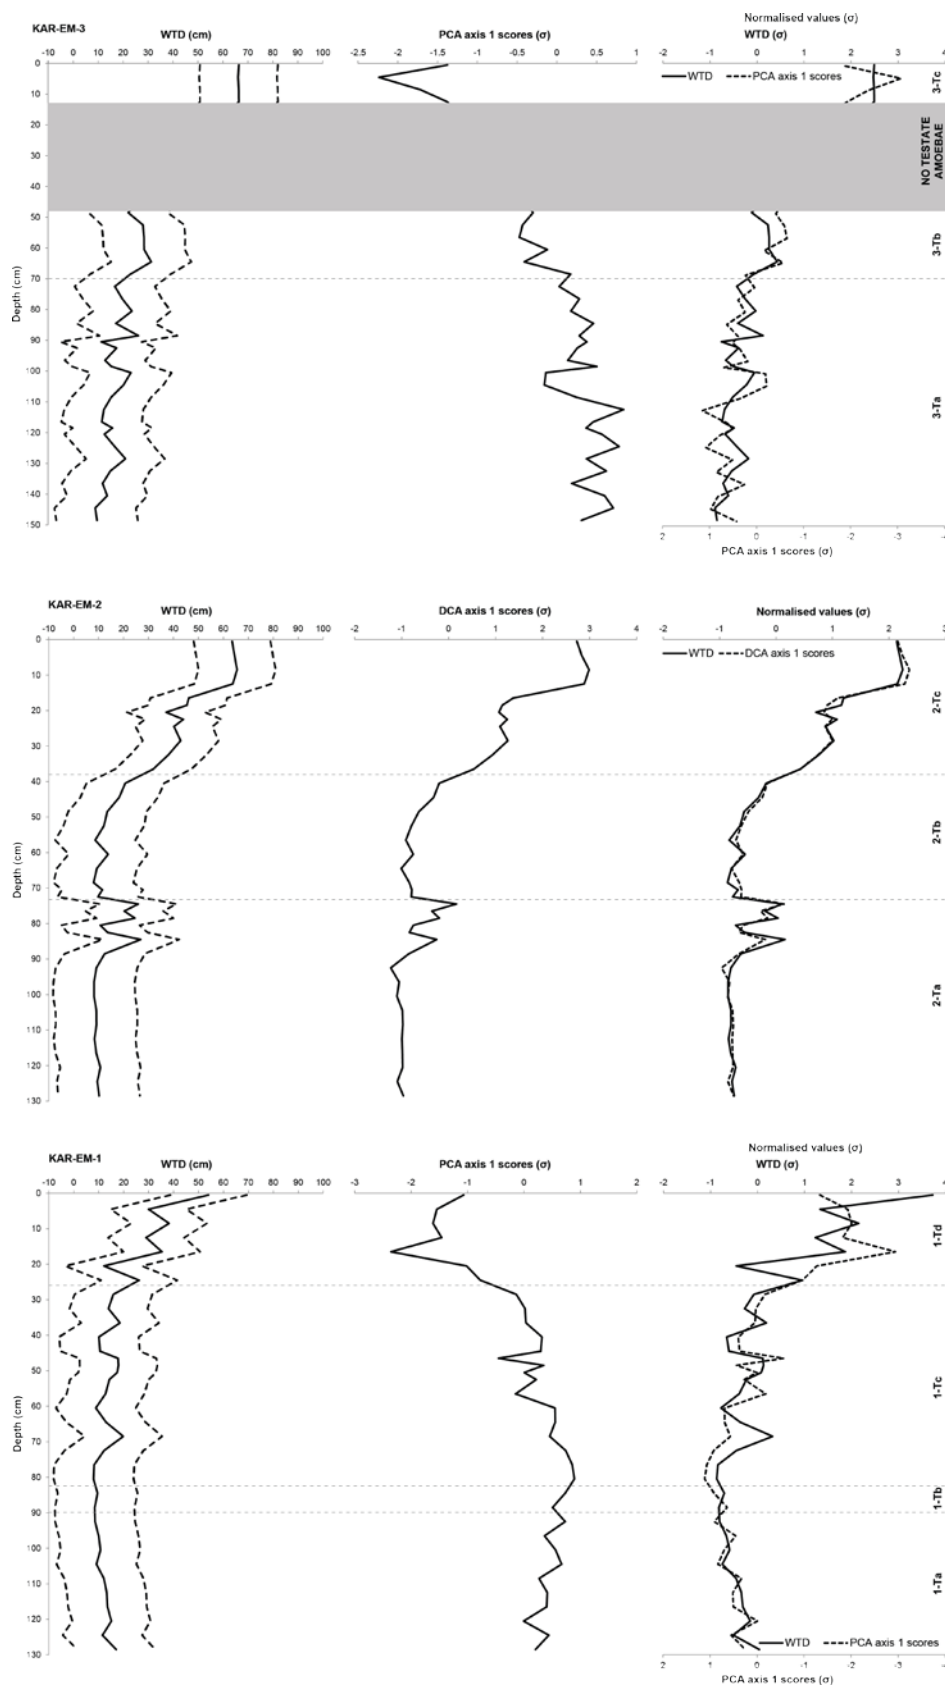 Normalised values (σ)
KAR-EM-3 WTD (cm) PCA axis 1 scores (σ) WTD (σ)
-10 0 10 20 30 40 50 60 70 80 90 100 -2.5 -2 -1.5 -1 -0.5 0 0.5 1 -2 -1 0 1 2 3 4
WTD PCA axis 1 scores
0
10
20
30
40
50
60
70
80
90
100
110
120
130
140
150
Depth (cm)
3-Tc
NO TESTATE
AMOEBAE
3-Tb
3-Ta
2 1 0 -1 -2 -3 -4
PCA axis 1 scores (σ)
KAR-EM-2 WTD (cm) DCA axis 1 scores (σ) Normalised values (σ)
-10 0 10 20 30 40 50 60 70 80 90 100 -2 -1 0 1 2 3 4 -2 -1 0 1 2 3
WTD DCA axis 1 scores
0
10
20
30
40
50
60
70
80
90
100
110
120
130
Depth (cm)
2-Tc
2-Tb
2-Ta
Normalised values (σ)
KAR-EM-1 WTD (cm) PCA axis 1 scores (σ) WTD (σ)
-10 0 10 20 30 40 50 60 70 80 90 100 -3 -2 -1 0 1 2 -2 -1 0 1 2 3 4
0
10
20
30
40
50
60
70
80
90
100
110
120
130
Depth (cm)
1-Td
1-Tc
1-Tb
1-Ta
WTD PCA axis 1 scores
2 1 0 -1 -2 -3 -4
PCA axis 1 scores (σ)